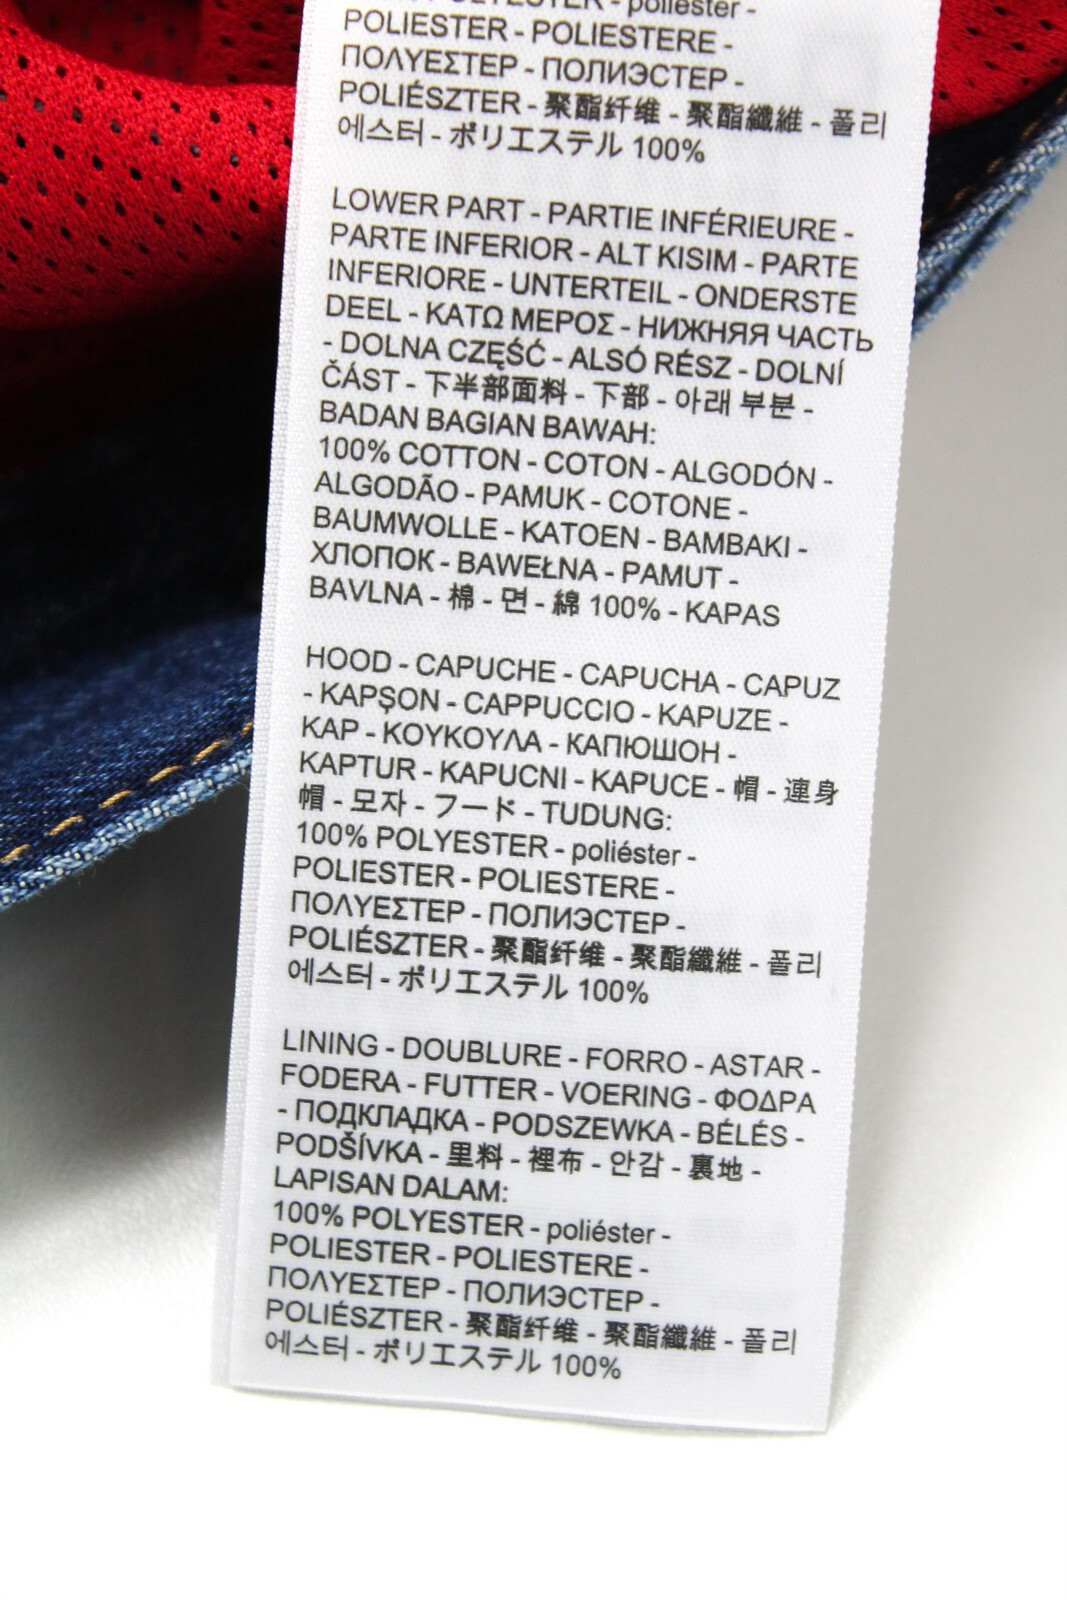 POLYESTER - poliéster -
POLIESTER - POLIESTERE -
ΠΟΛΥΕΣΤΕΡ - ПОЛИЭСТЕР -
POLIÉSZTER - 聚酯纤维 - 聚酯纖維 - 폴리
에스터 - ポリエステル 100%
LOWER PART - PARTIE INFÉRIEURE -
PARTE INFERIOR - ALT KISIM - PARTE
INFERIORE - UNTERTEIL - ONDERSTE
DEEL - ΚΑΤΩ ΜΕΡΟΣ - НИЖНЯЯ ЧАСТЬ
- DOLNA CZĘŚĆ - ALSÓ RÉSZ - DOLNÍ
ČÁST - 下半部面料 - 下部 - 아래 부분 -
BADAN BAGIAN BAWAH:
100% COTTON - COTON - ALGODÓN -
ALGODÃO - PAMUK - COTONE -
BAUMWOLLE - KATOEN - BAMBAKI -
ХЛОПОК - BAWEŁNA - PAMUT -
BAVLNA - 棉 - 면 - 綿 100% - KAPAS
HOOD - CAPUCHE - CAPUCHA - CAPUZ
- KAPŞON - CAPPUCCIO - KAPUZE -
KAP - ΚΟΥΚΟΥΛΑ - КАПЮШОН -
KAPTUR - KAPUCNI - KAPUCE - 帽 - 連身
帽 - 모자 - フード - TUDUNG:
100% POLYESTER - poliéster -
POLIESTER - POLIESTERE -
ΠΟΛΥΕΣΤΕΡ - ПОЛИЭСТЕР -
POLIÉSZTER - 聚酯纤维 - 聚酯纖維 - 폴리
에스터 - ポリエステル 100%
LINING - DOUBLURE - FORRO - ASTAR -
FODERA - FUTTER - VOERING - ΦΟΔΡΑ
- ПОДКЛАДКА - PODSZEWKA - BÉLÉS -
PODŠÍVKA - 里料 - 裡布 - 안감 - 裏地 -
LAPISAN DALAM:
100% POLYESTER - poliéster -
POLIESTER - POLIESTERE -
ΠΟΛΥΕΣΤΕΡ - ПОЛИЭСТЕР -
POLIÉSZTER - 聚酯纤维 - 聚酯纖維 - 폴리
에스터 - ポリエステル 100%